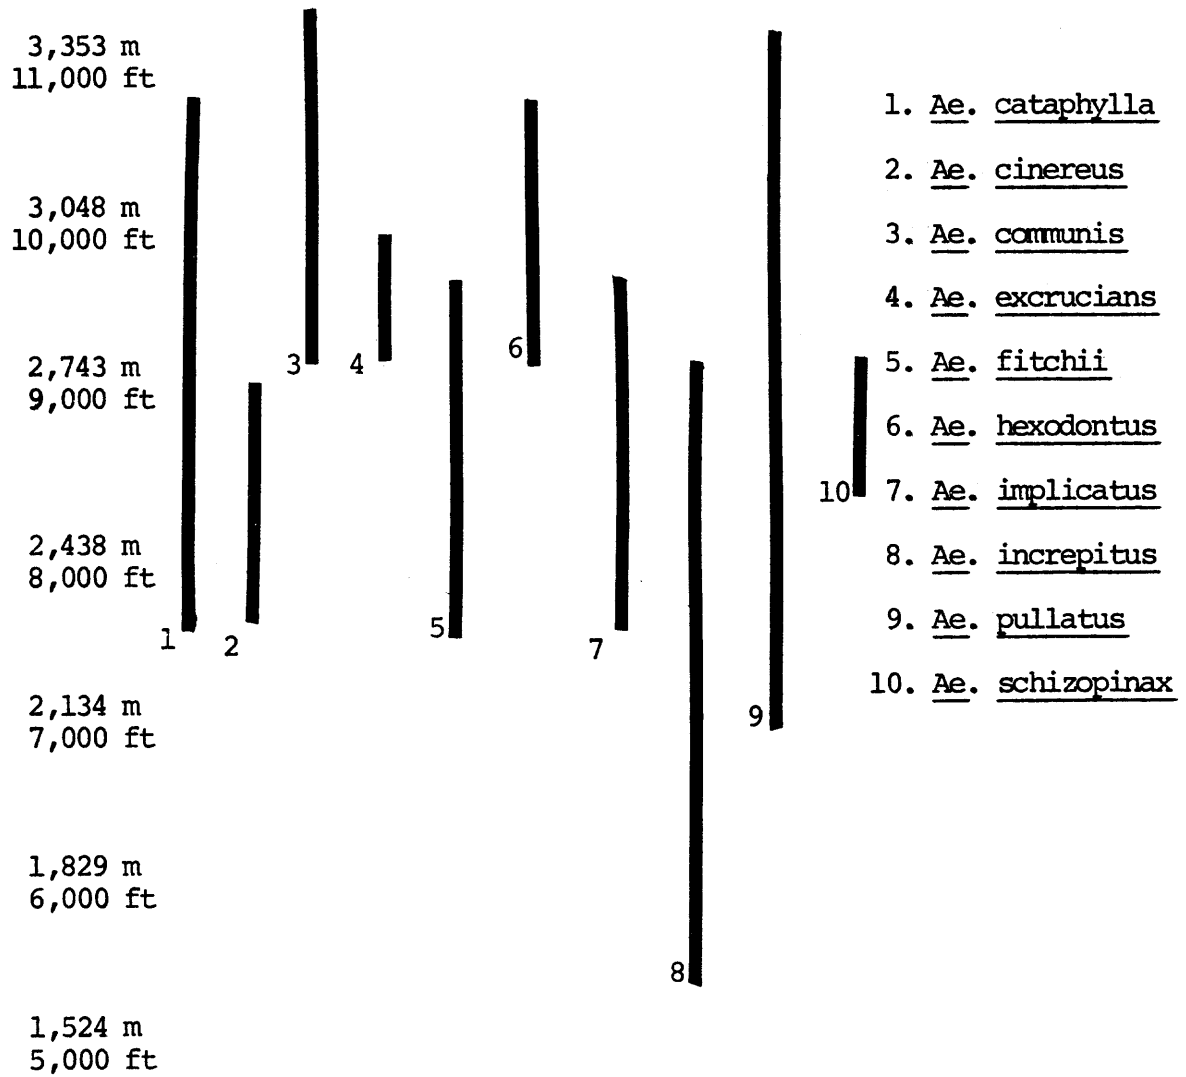 3,353 m
11,000 ft
3,048 m
10,000 ft
2,743 m
9,000 ft
2,438 m
8,000 ft
2,134 m
7,000 ft
1,829 m
6,000 ft
1,524 m
5,000 ft
1
2
3
4
5
6
7
8
9
10
1. Ae. cataphylla
2. Ae. cinereus
3. Ae. communis
4. Ae. excrucians
5. Ae. fitchii
6. Ae. hexodontus
7. Ae. implicatus
8. Ae. increpitus
9. Ae. pullatus
10. Ae. schizopinax